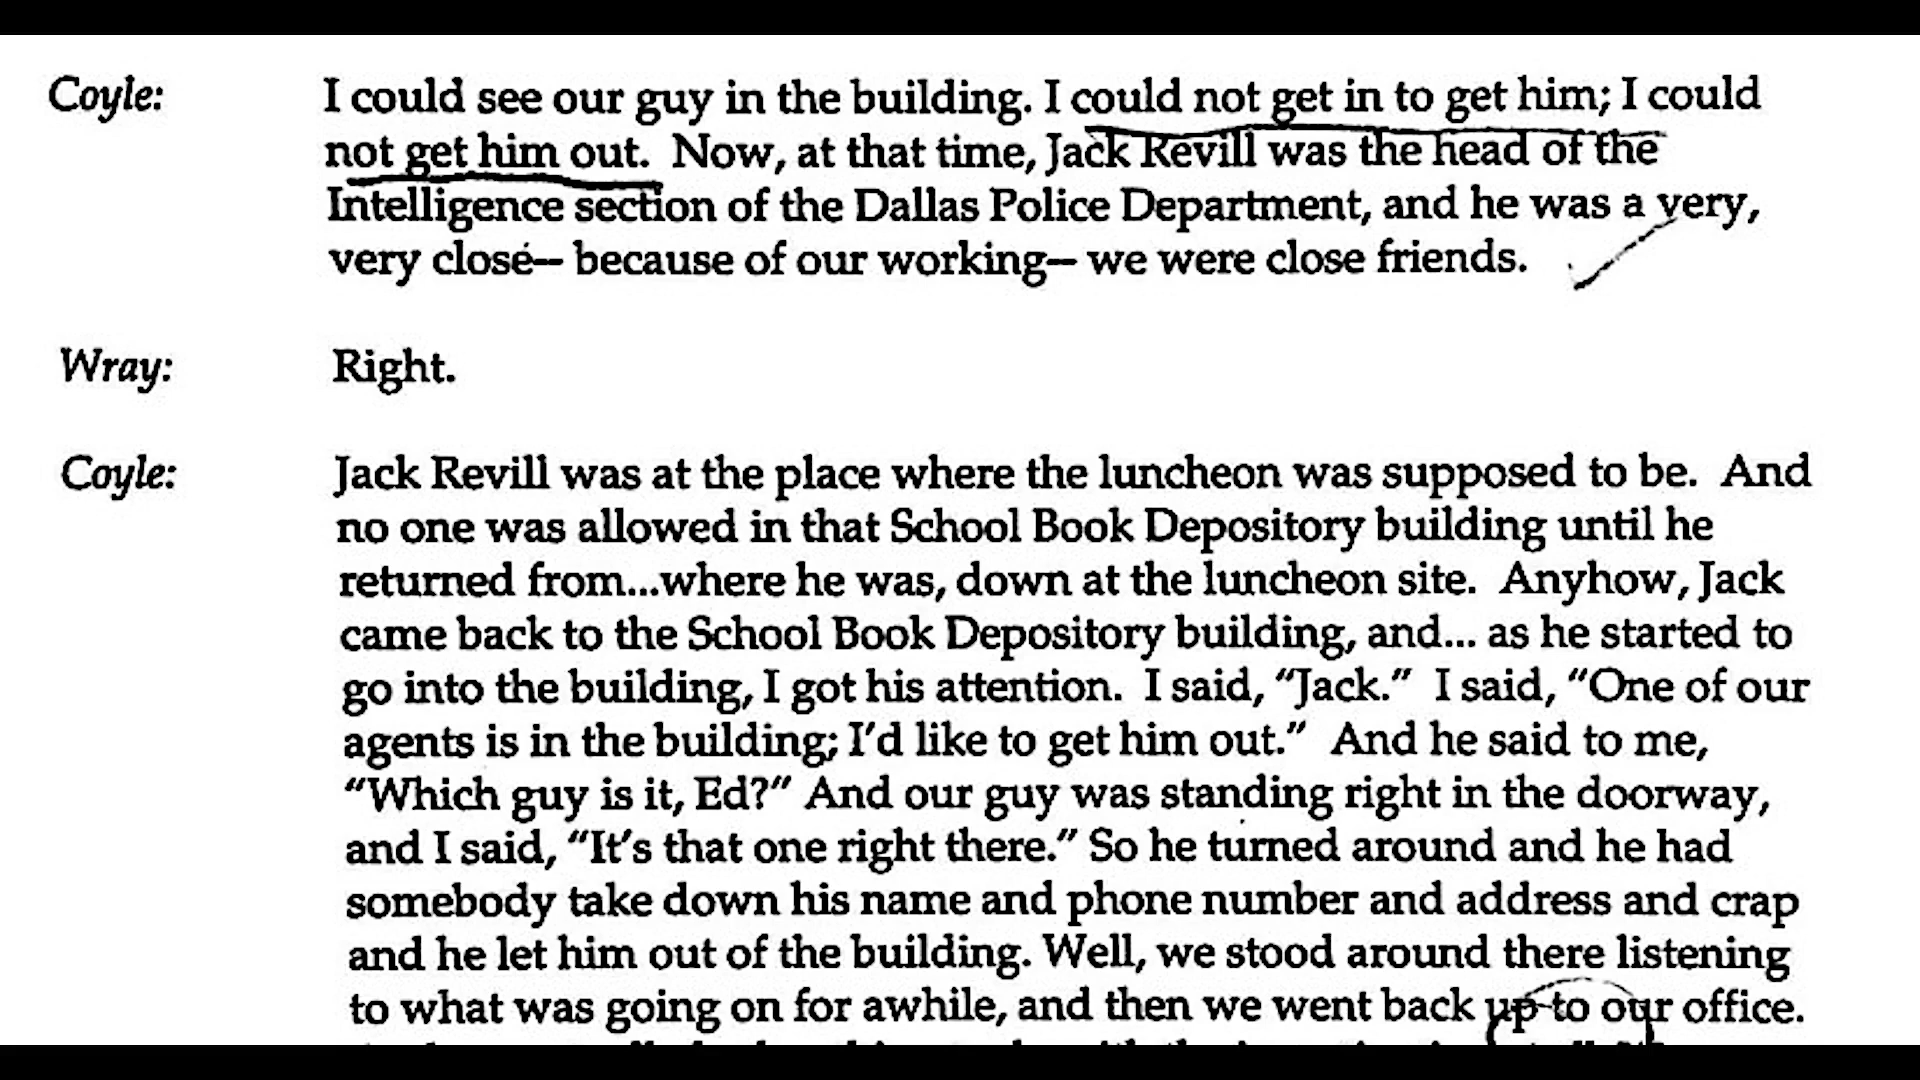 Coyle: I could see our guy in the building. I could not get in to get him; I could
not get him out. Now, at that time, Jack Revill was the head of the
Intelligence section of the Dallas Police Department, and he was a very,
very close-- because of our working-- we were close friends.
Wray: Right.
Coyle: Jack Revill was at the place where the luncheon was supposed to be. And
no one was allowed in that School Book Depository building until he
returned from...where he was, down at the luncheon site. Anyhow, Jack
came back to the School Book Depository building, and... as he started to
go into the building, I got his attention. I said, “Jack.” I said, “One of our
agents is in the building; I'd like to get him out.” And he said to me,
“Which guy is it, Ed?” And our guy was standing right in the doorway,
and I said, “It's that one right there.” So he turned around and he had
somebody take down his name and phone number and address and crap
and he let him out of the building. Well, we stood around there listening
to what was going on for awhile, and then we went back up to our office.